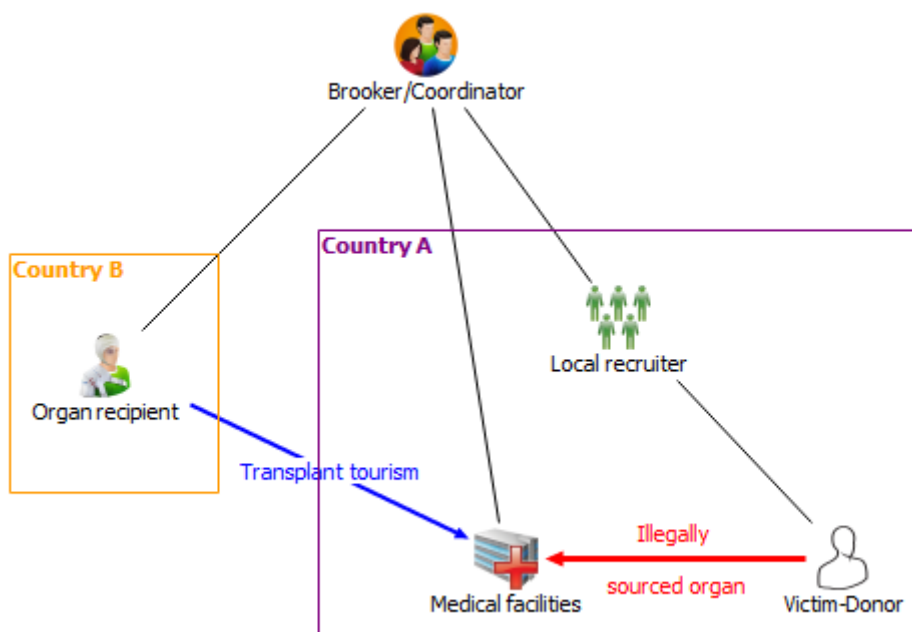 Brooker/Coordinator
Country A
Country B
Local recruiter
Organ recipient
Transplant tourism
Illegally
sourced organ
Medical facilities
Victim-Donor